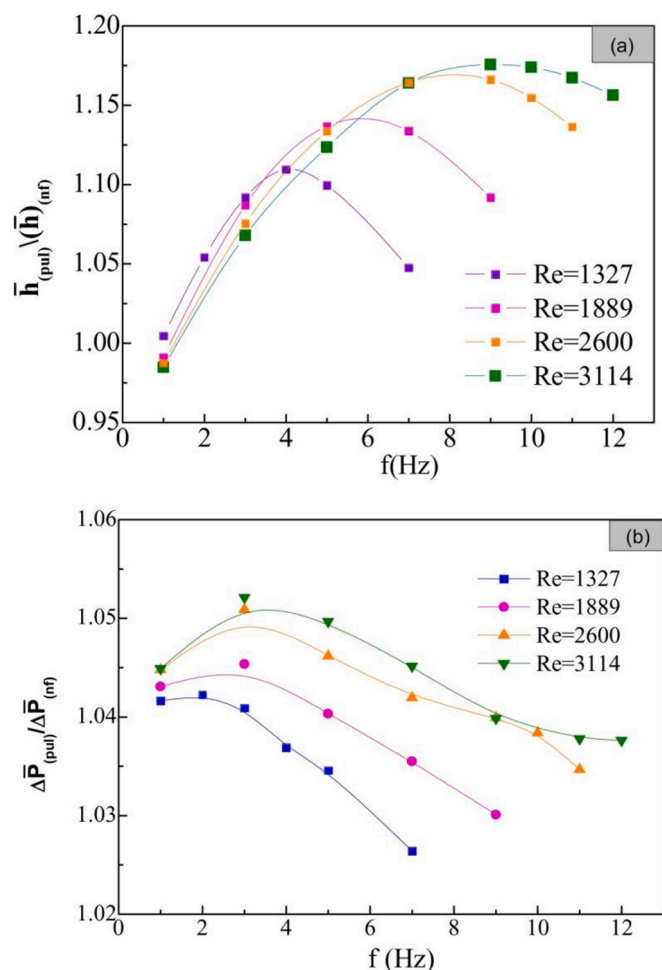 (a)
1.20
1.15
1.10
1.05
1.00
0.95
h̅(pul)\(h̅)(nf)
Re=1327
Re=1889
Re=2600
Re=3114
0 2 4 6 8 10 12
f(Hz)
(b)
1.06
1.05
1.04
1.03
1.02
ΔP̅(pul)/ΔP̅(nf)
Re=1327
Re=1889
Re=2600
Re=3114
0 2 4 6 8 10 12
f (Hz)